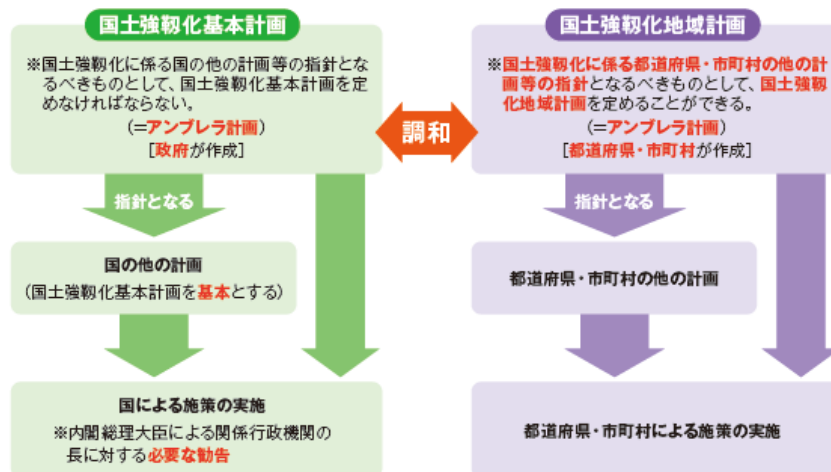 国土強靱化基本計画
※国土強靱化に係る国の他の計画等の指針とな
るべきものとして、国土強靱化基本計画を定
めなければならない。
(=アンブレラ計画)
[政府が作成]
調和
国土強靱化地域計画
※国土強靱化に係る都道府県・市町村の他の計
画等の指針となるべきものとして、国土強靱
化地域計画を定めることができる。
(=アンブレラ計画)
[都道府県・市町村が作成]
指針となる
国の他の計画
(国土強靱化基本計画を基本とする)
国による施策の実施
※内閣総理大臣による関係行政機関の
長に対する必要な勧告
指針となる
都道府県・市町村の他の計画
都道府県・市町村による施策の実施